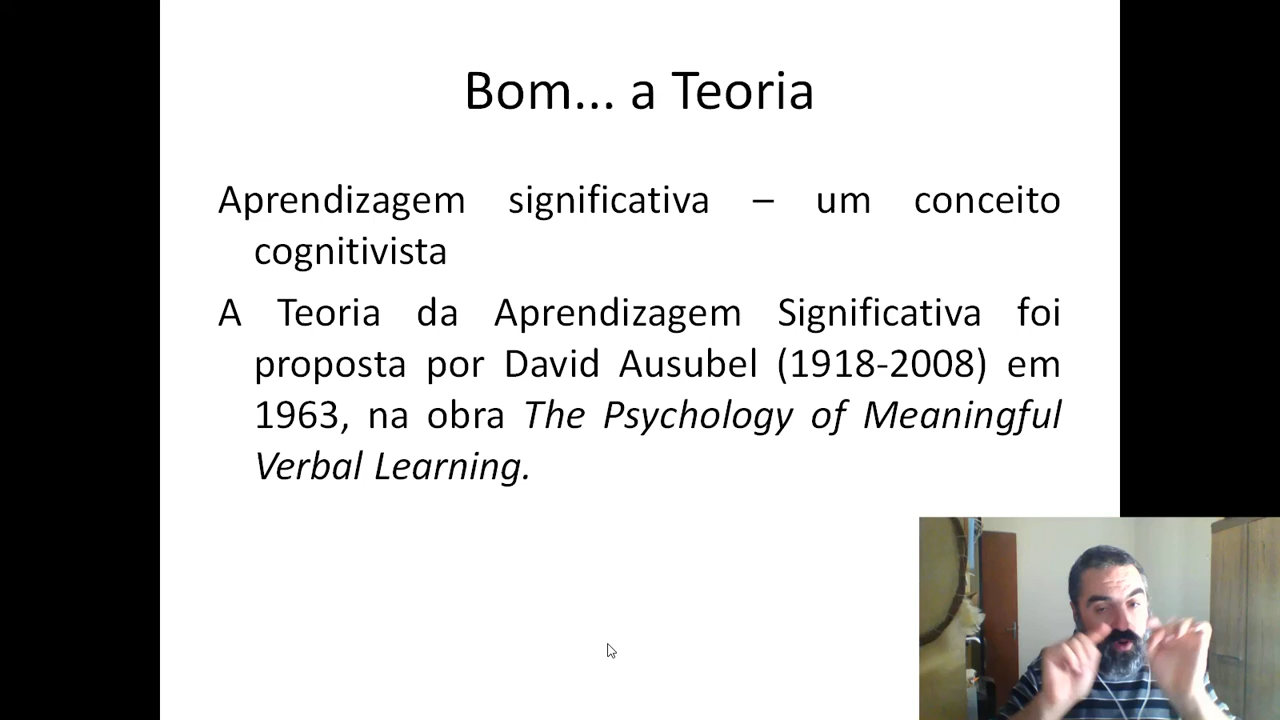 Bom... a Teoria
Aprendizagem significativa – um conceito
cognitivista
A Teoria da Aprendizagem Significativa foi
proposta por David Ausubel (1918-2008) em
1963, na obra The Psychology of Meaningful
Verbal Learning.